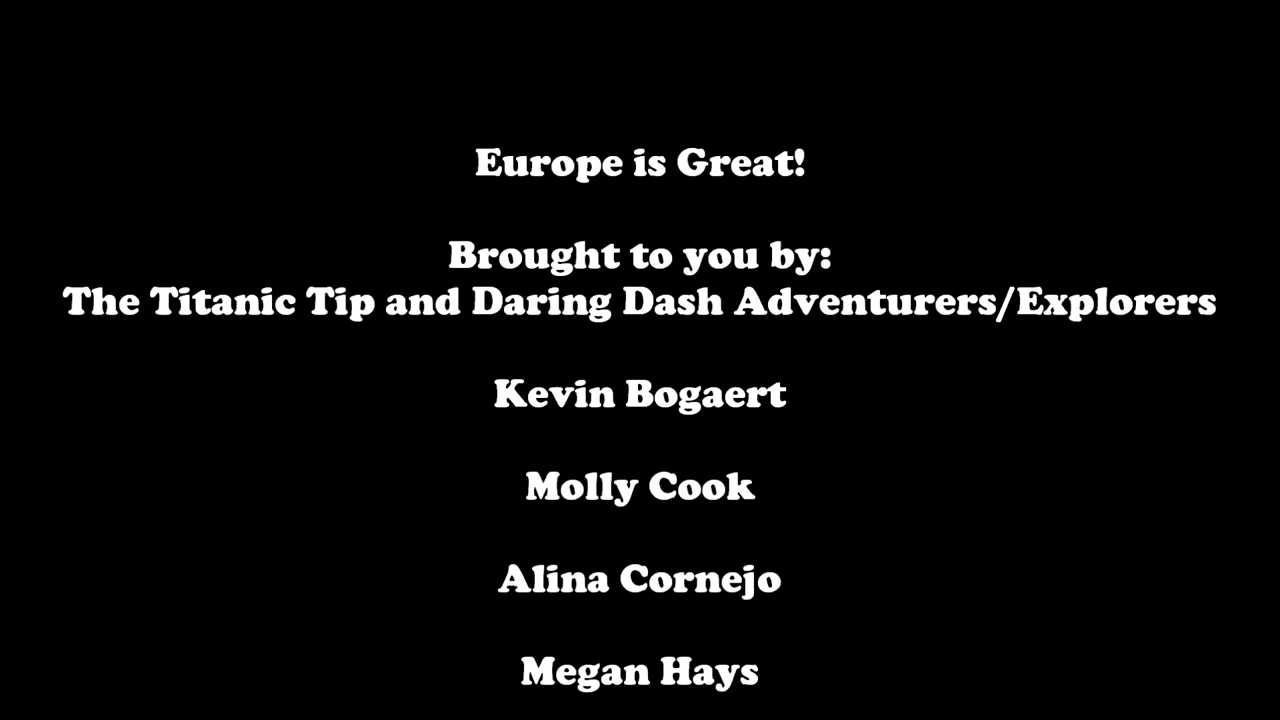 Europe is Great!
Brought to you by:
The Titanic Tip and Daring Dash Adventurers/Explorers
Kevin Bogaert
Molly Cook
Alina Cornejo
Megan Hays